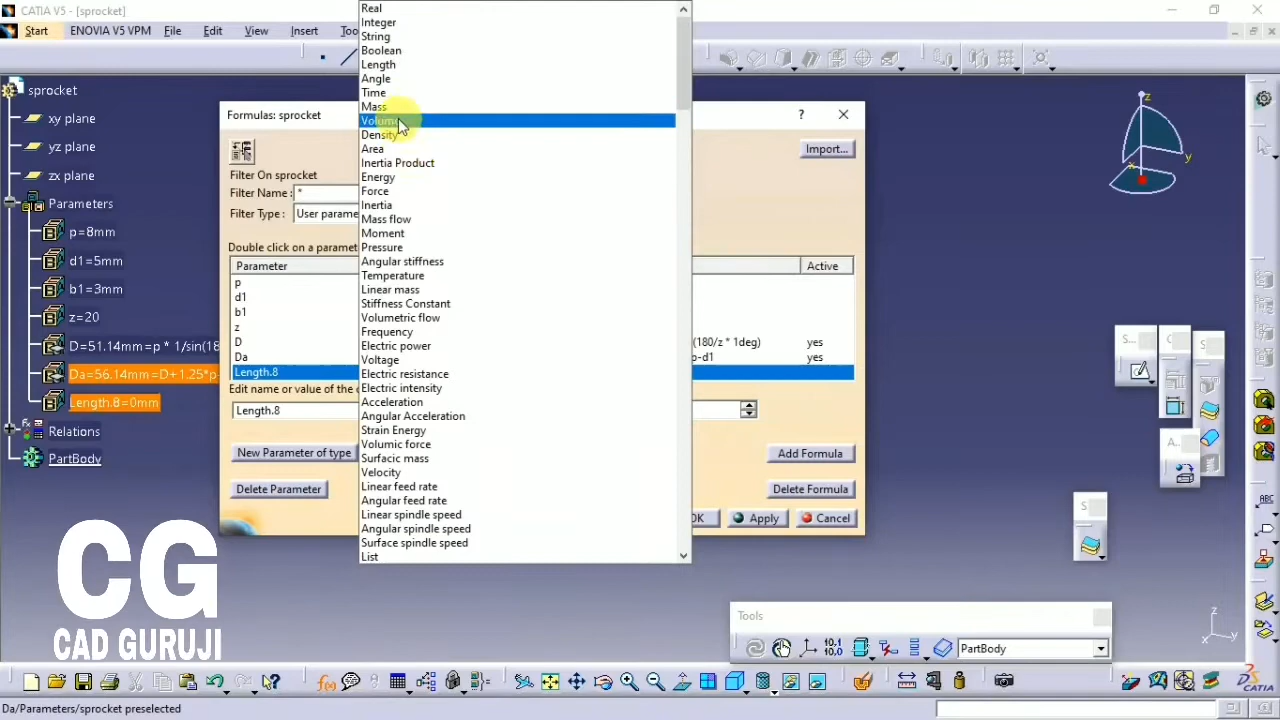 CATIA V5 - [sprocket]
Start
ENOVIA V5 VPM
File
Edit
View
Insert
sprocket
xy plane
yz plane
zx plane
Parameters
p=8mm
d1=5mm
b1=3mm
z=20
D=51.14mm=p * 1/sin(18
Da=56.14mm=D+1.25*p-
Length.8=0mm
Relations
PartBody
Formulas: sprocket
?
Import...
Filter On sprocket
Filter Name : *
Filter Type : User parame
Double click on a paramet
Parameter
Active
p
d1
b1
z
D
(180/z * 1deg)
yes
Da
p-d1
yes
Length.8
Edit name or value of the c
Length.8
New Parameter of type
Add Formula
Delete Parameter
Delete Formula
OK
Apply
Cancel
Real
Integer
String
Boolean
Length
Angle
Time
Mass
Volume
Density
Area
Inertia Product
Energy
Force
Inertia
Mass flow
Moment
Pressure
Angular stiffness
Temperature
Linear mass
Stiffness Constant
Volumetric flow
Frequency
Electric power
Voltage
Electric resistance
Electric intensity
Acceleration
Angular Acceleration
Strain Energy
Volumic force
Surfacic mass
Velocity
Linear feed rate
Angular feed rate
Linear spindle speed
Angular spindle speed
Surface spindle speed
List
z
y
x
S...
C
S
A...
S
CG
CAD GURUJI
Tools
PartBody
z
y
x
CATIA
Da/Parameters/sprocket preselected